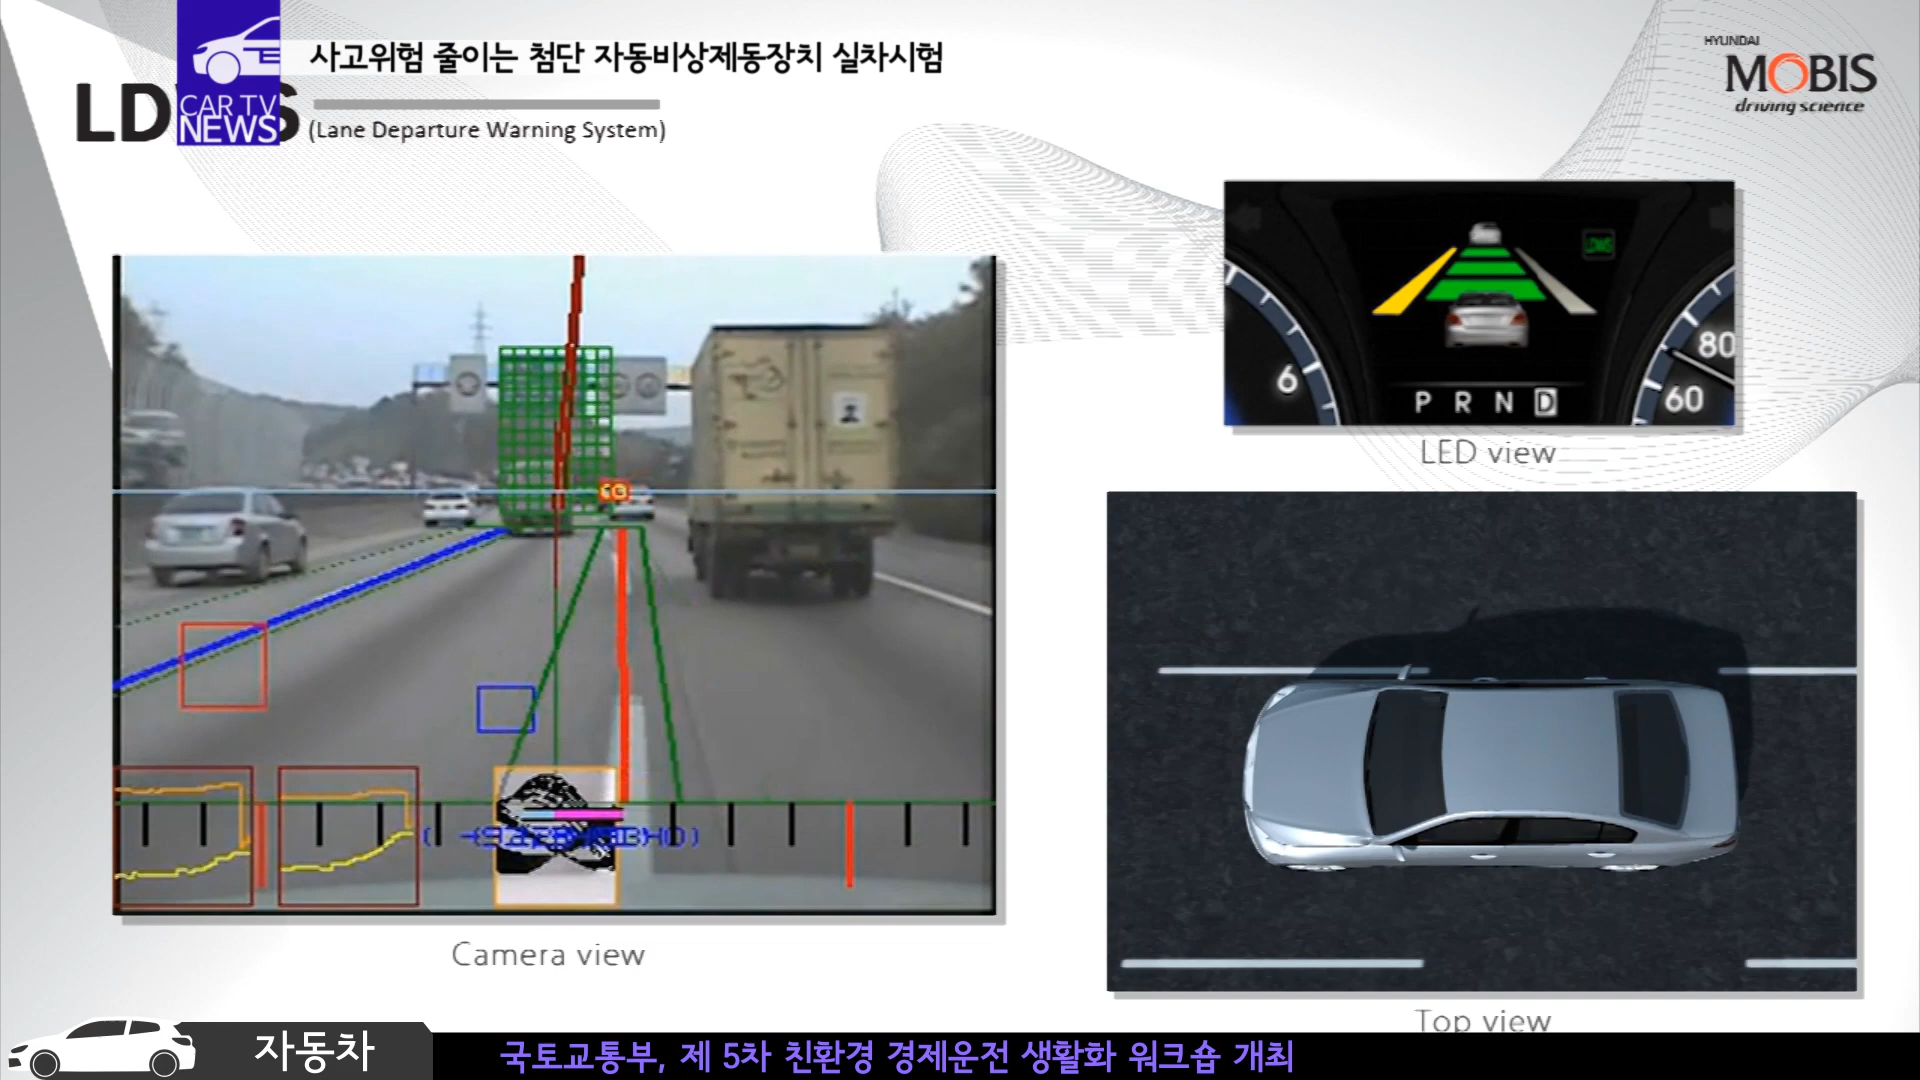 사고위험 줄이는 첨단 자동비상제동장치 실차시험
CAR TV
NEWS
(Lane Departure Warning System)
HYUNDAI
MOBIS
driving science
LDWS
6
80
60
P R N D
LED view
Camera view
Top view
자동차
국토교통부, 제 5차 친환경 경제운전 생활화 워크숍 개최